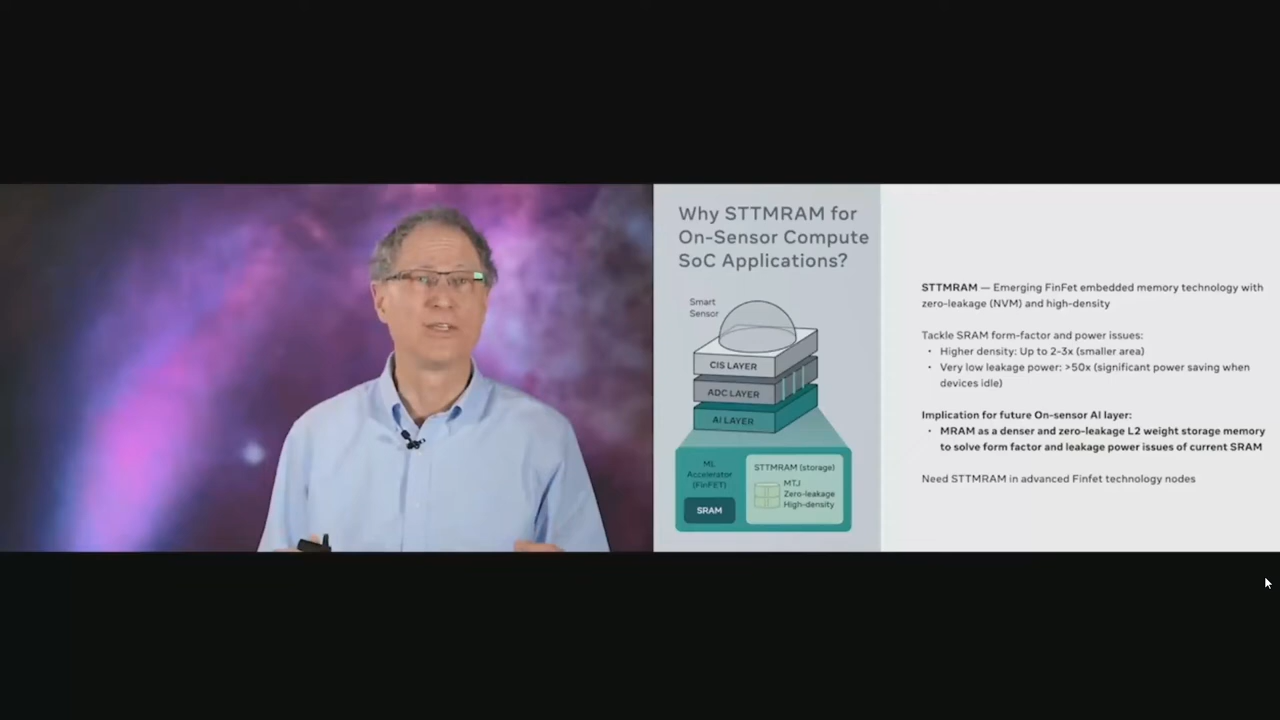 Why STTMRAM for
On-Sensor Compute
SoC Applications?
Smart
Sensor
CIS LAYER
ADC LAYER
AI LAYER
ML
Accelerator
(FinFET)
SRAM
STTMRAM (storage)
MTJ
Zero-leakage
High-density
STTMRAM — Emerging FinFet embedded memory technology with
zero-leakage (NVM) and high-density
Tackle SRAM form-factor and power issues:
• Higher density: Up to 2-3x (smaller area)
• Very low leakage power: >50x (significant power saving when
devices idle)
Implication for future On-sensor AI layer:
• MRAM as a denser and zero-leakage L2 weight storage memory
to solve form factor and leakage power issues of current SRAM
Need STTMRAM in advanced Finfet technology nodes